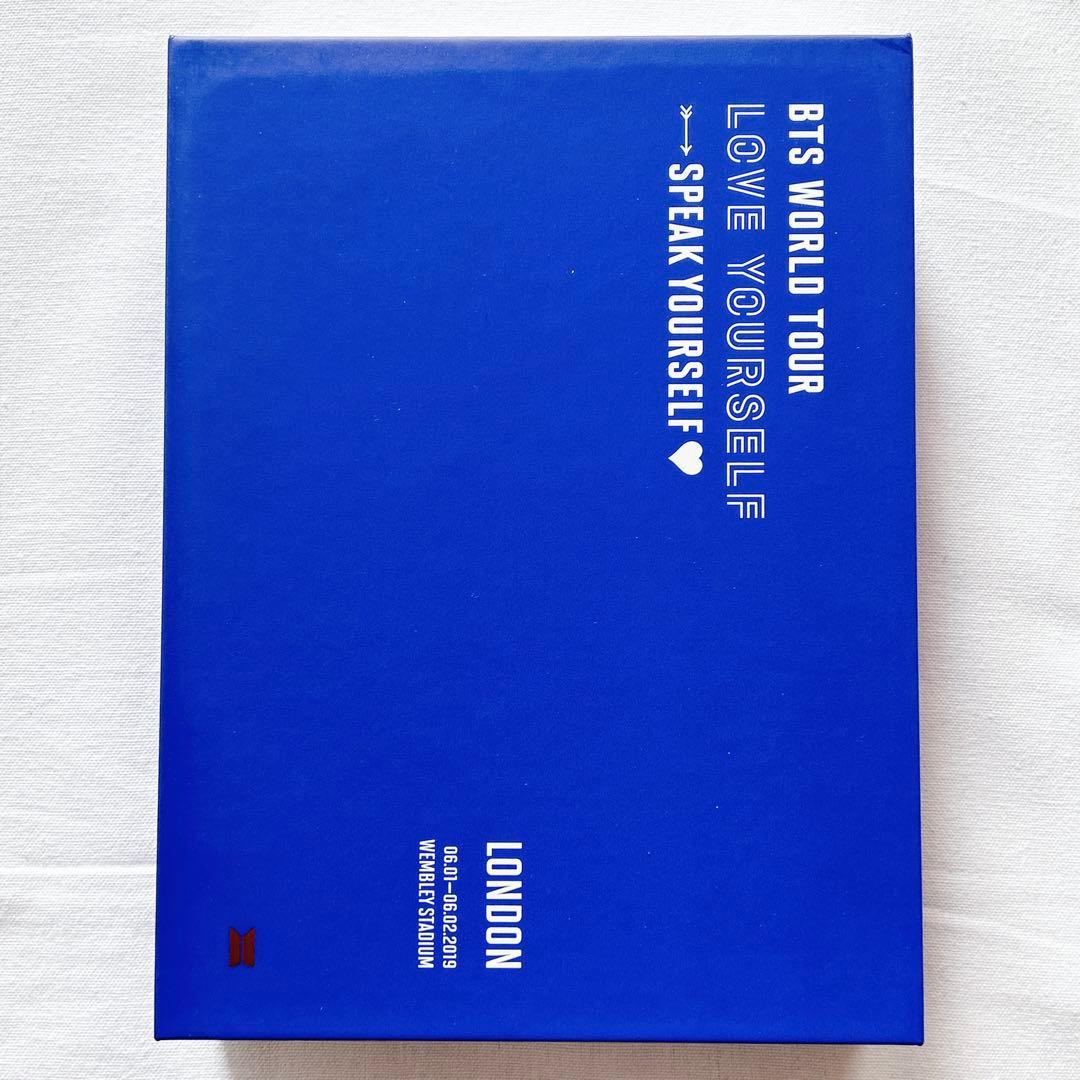 BTS WORLD TOUR
LOVE YOURSELF
SPEAK YOURSELF
LONDON
06.01—06.02.2019
WEMBLEY STADIUM